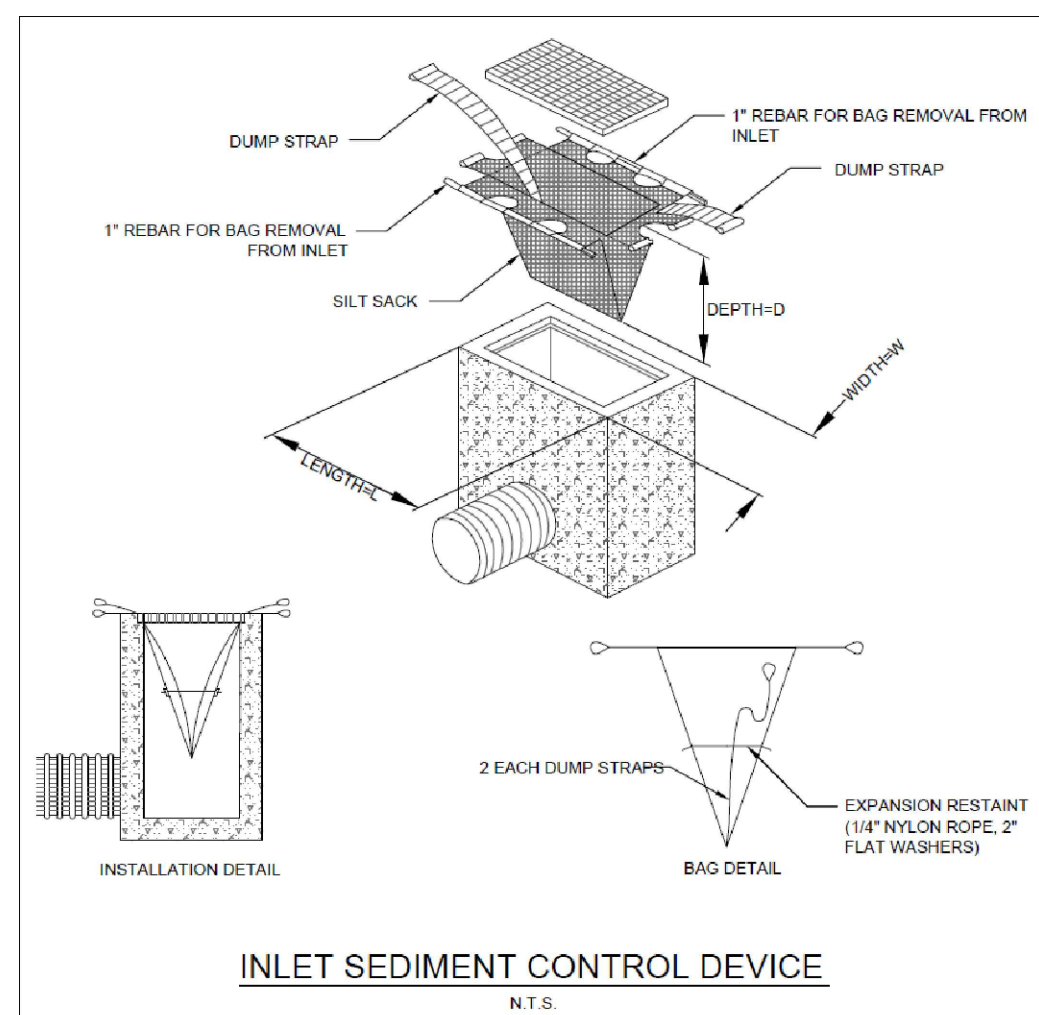 DUMP STRAP
1" REBAR FOR BAG REMOVAL FROM
INLET
DUMP STRAP
1" REBAR FOR BAG REMOVAL
FROM INLET
SILT SACK
DEPTH=D
WIDTH=W
LENGTH=L
2 EACH DUMP STRAPS
EXPANSION RESTAINT
(1/4" NYLON ROPE, 2"
FLAT WASHERS)
INSTALLATION DETAIL
BAG DETAIL
INLET SEDIMENT CONTROL DEVICE
N.T.S.